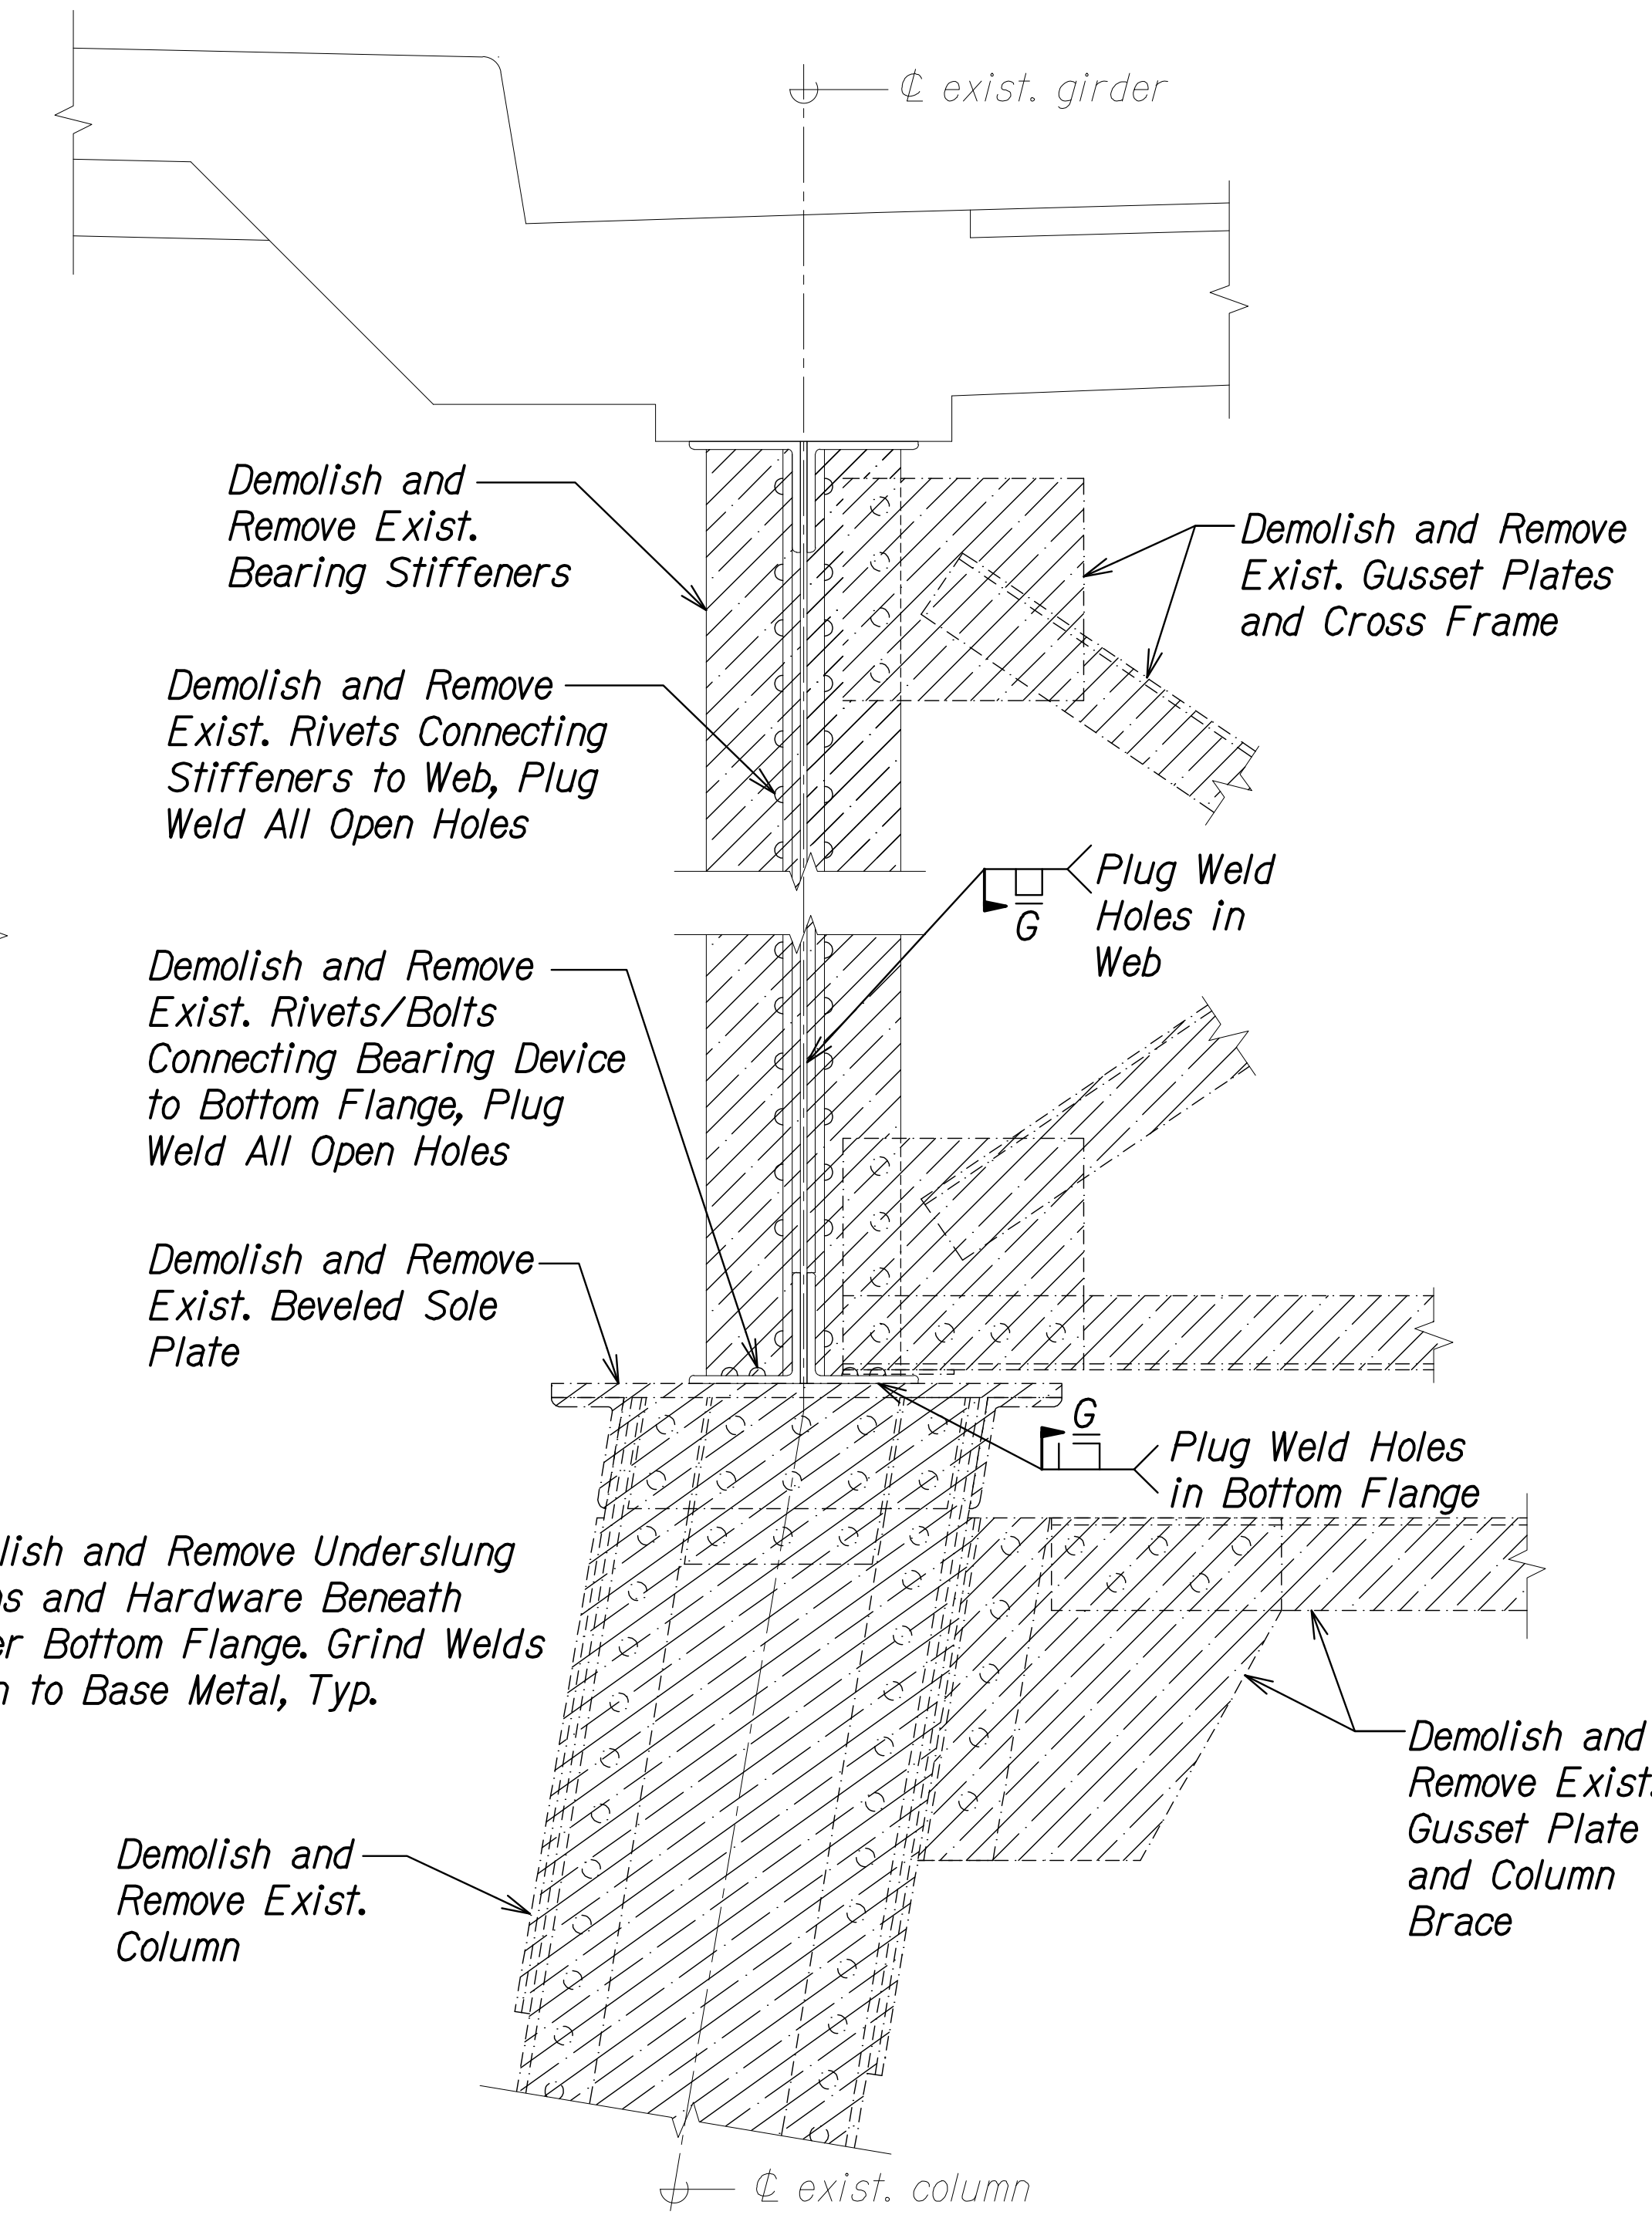 ℄ exist. girder
Demolish and
Remove Exist.
Bearing Stiffeners
Demolish and Remove
Exist. Gusset Plates
and Cross Frame
Demolish and Remove
Exist. Rivets Connecting
Stiffeners to Web, Plug
Weld All Open Holes
Plug Weld
Holes in
Web
G
Demolish and Remove
Exist. Rivets/Bolts
Connecting Bearing Device
to Bottom Flange, Plug
Weld All Open Holes
Demolish and Remove
Exist. Beveled Sole
Plate
G
Plug Weld Holes
in Bottom Flange
lish and Remove Underslung
s and Hardware Beneath
er Bottom Flange. Grind Welds
n to Base Metal, Typ.
Demolish and
Remove Exist.
Gusset Plate
and Column
Brace
Demolish and
Remove Exist.
Column
℄ exist. column